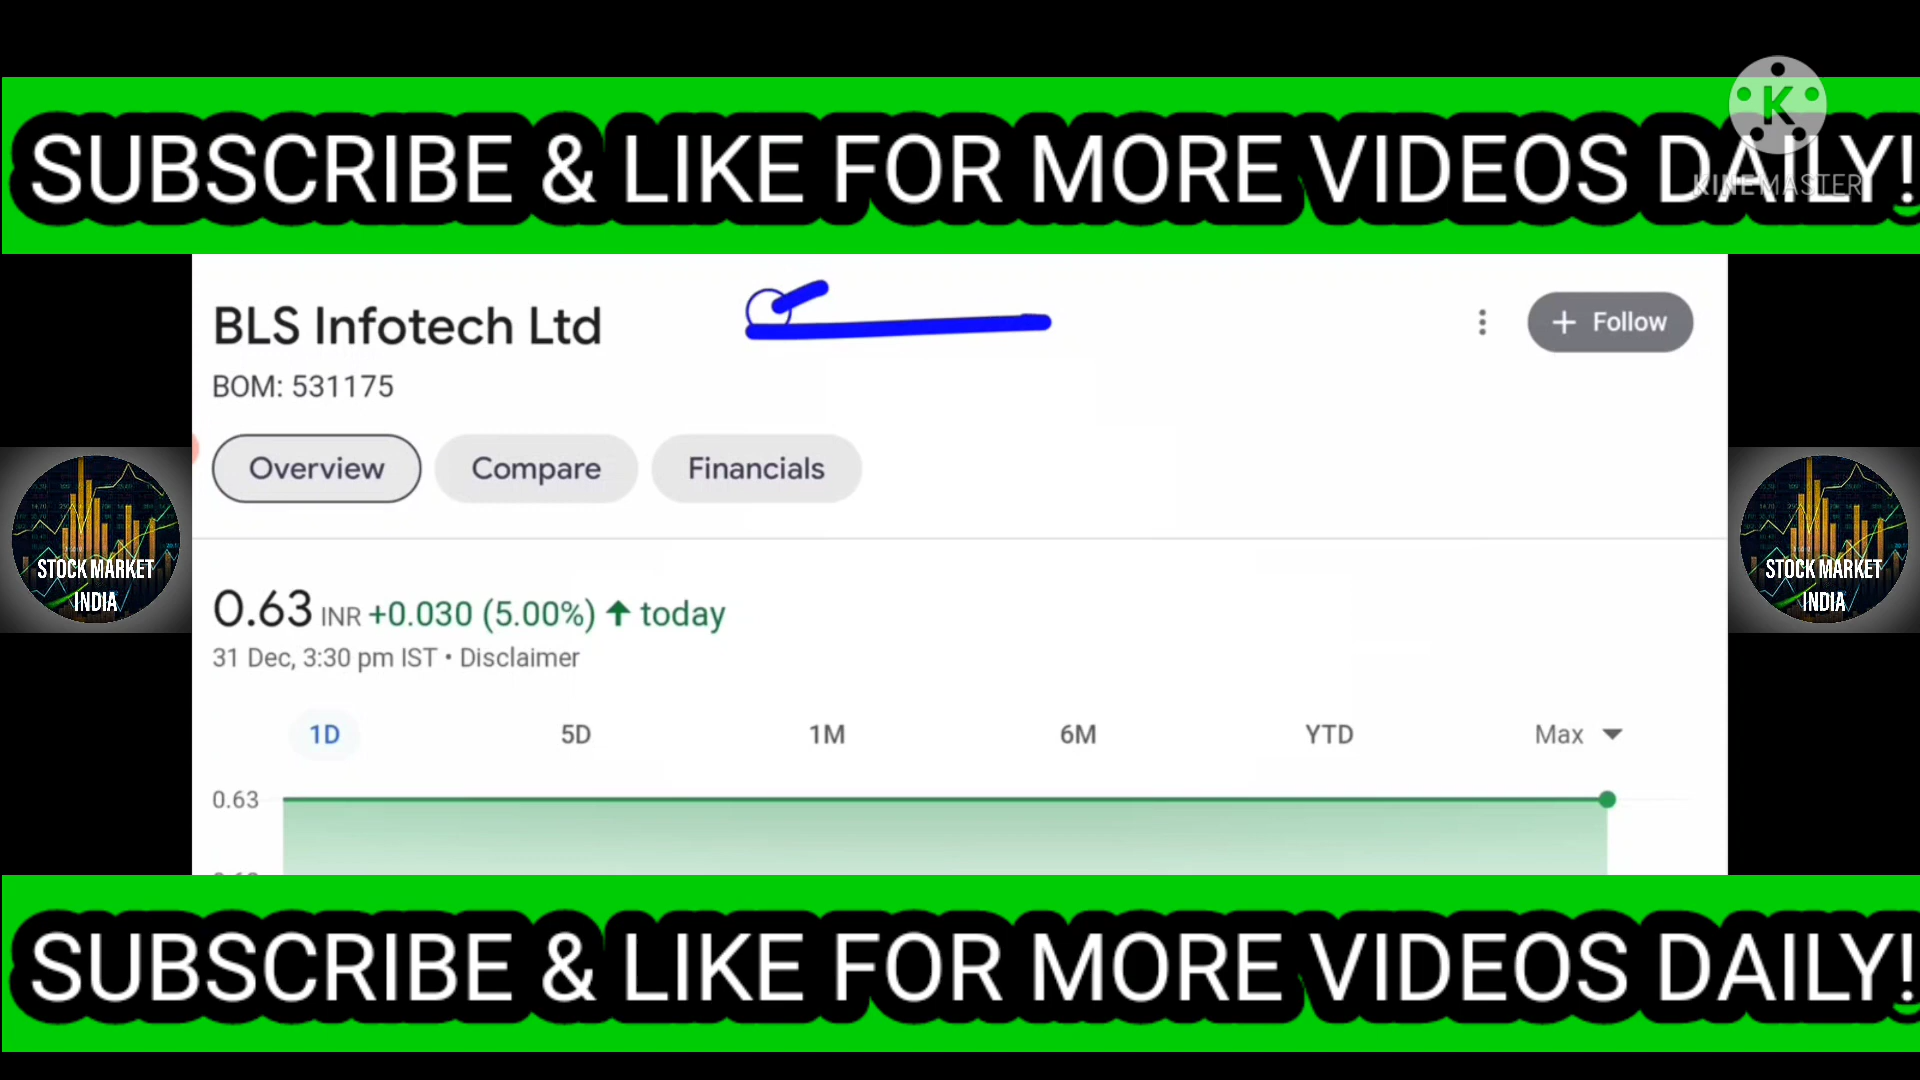 SUBSCRIBE & LIKE FOR MORE VIDEOS DAILY!
K
KINEMASTER
BLS Infotech Ltd
+ Follow
BOM: 531175
Overview
Compare
Financials
STOCK MARKET
INDIA
STOCK MARKET
INDIA
0.63 INR +0.030 (5.00%) ↑ today
31 Dec, 3:30 pm IST • Disclaimer
1D 5D 1M 6M YTD Max
0.63
SUBSCRIBE & LIKE FOR MORE VIDEOS DAILY!